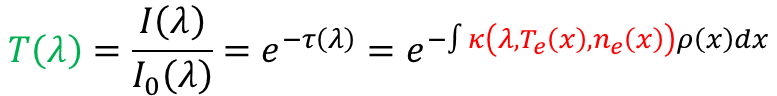 T(λ) = I(λ)/I₀(λ) = e^{−τ(λ)} = e^{−∫ κ(λ,Tₑ(x),nₑ(x))ρ(x)dx}